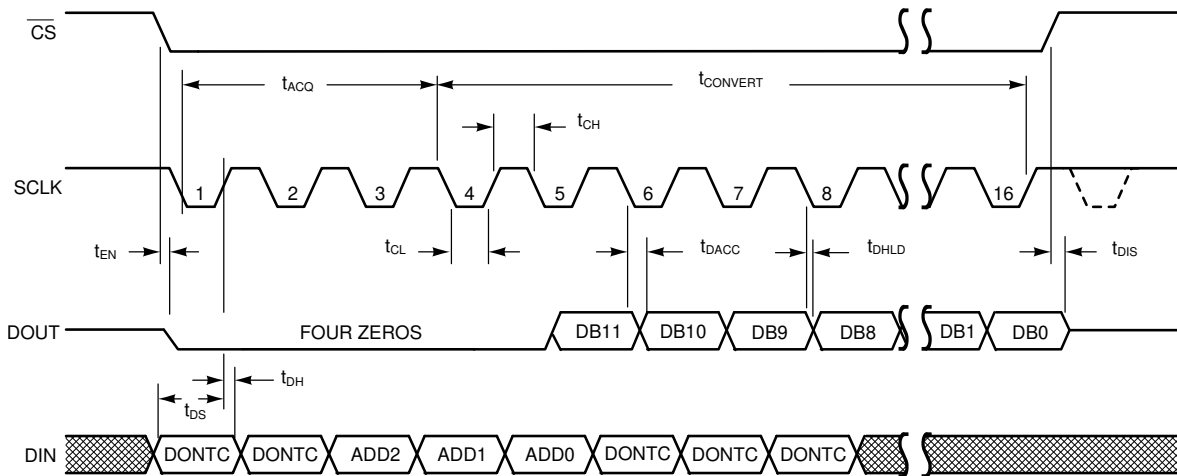 CS
tACQ
tCONVERT
tCH
SCLK
1 2 3 4 5 6 7 8 16
tEN
tCL
tDACC
tDHLD
tDIS
DOUT
FOUR ZEROS
DB11 DB10 DB9 DB8 DB1 DB0
tDH
tDS
DIN
DONTC DONTC ADD2 ADD1 ADD0 DONTC DONTC DONTC